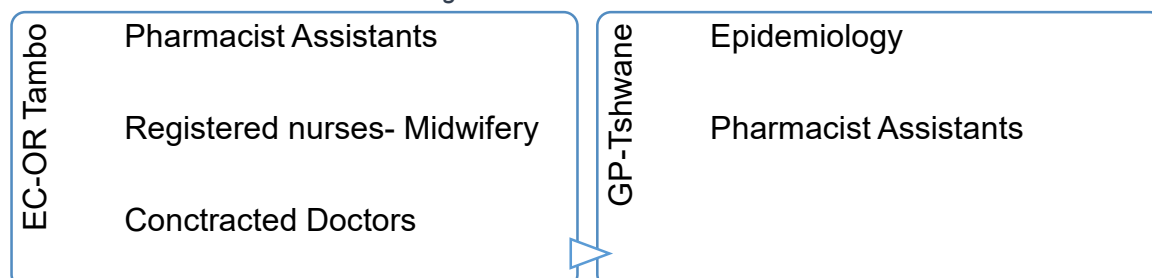 EC-OR Tambo
Pharmacist Assistants
Registered nurses- Midwifery
Conctracted Doctors
GP-Tshwane
Epidemiology
Pharmacist Assistants